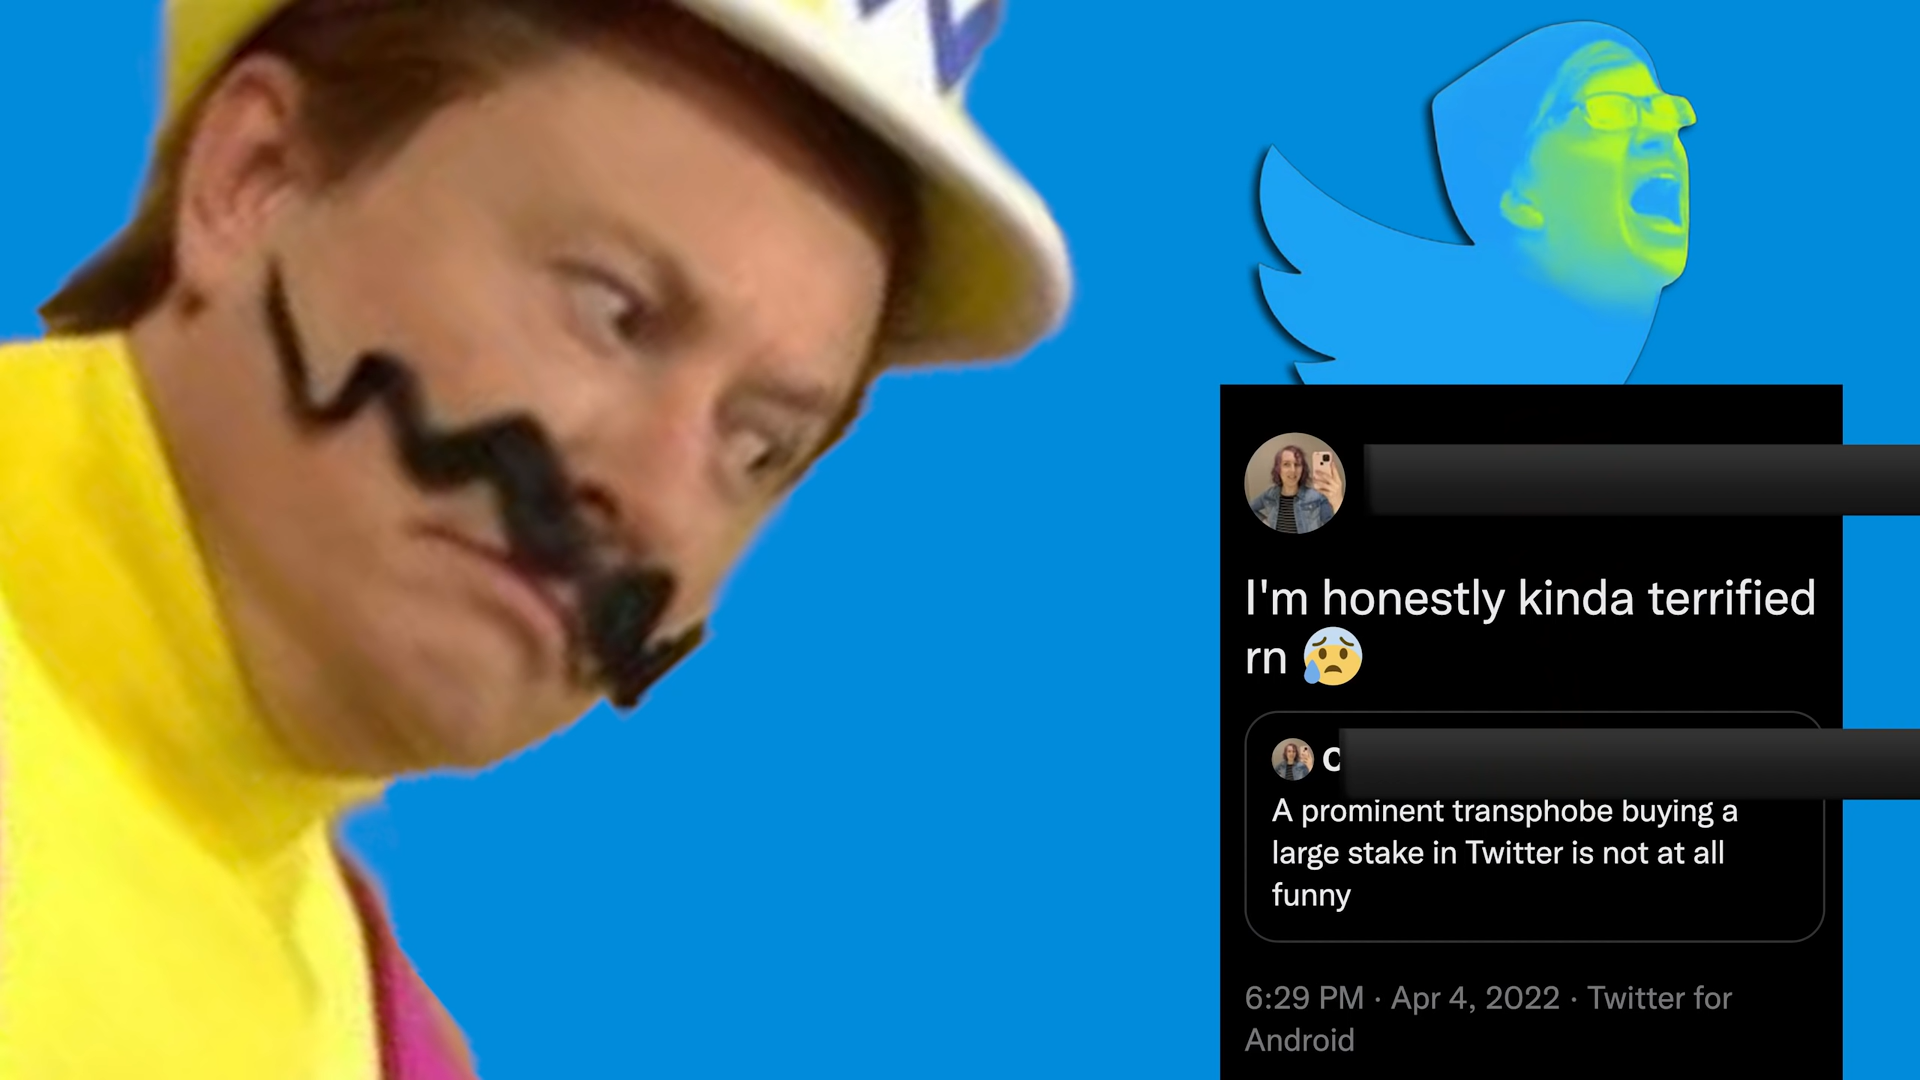 I'm honestly kinda terrified
rn 😰
C
A prominent transphobe buying a
large stake in Twitter is not at all
funny
6:29 PM · Apr 4, 2022 · Twitter for
Android